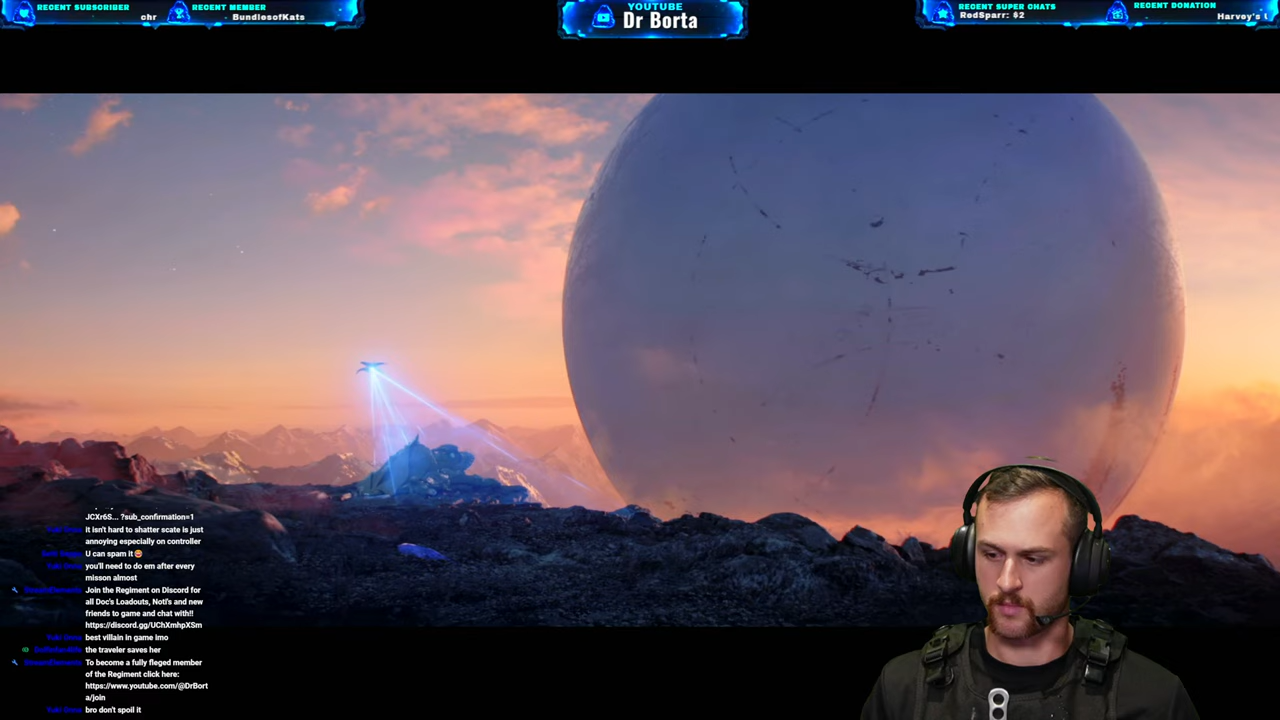 RECENT SUBSCRIBER
chr
RECENT MEMBER
BundlesofKats
YOUTUBE
Dr Borta
RECENT SUPER CHATS
RedSparr: $2
RECENT DONATION
Harvey's
JCXr6S... ?sub_confirmation=1
it isn't hard to shatter scate is just
annoying especially on controller
U can spam it
you'll need to do em after every
misson almost
Join the Regiment on Discord for
all Doc's Loadouts, Noti's and new
friends to game and chat with!!
https://discord.gg/UChXmhpXSm
best villain in game imo
the traveler saves her
To become a fully fleged member
of the Regiment click here:
https://www.youtube.com/@DrBort
a/join
bro don't spoil it